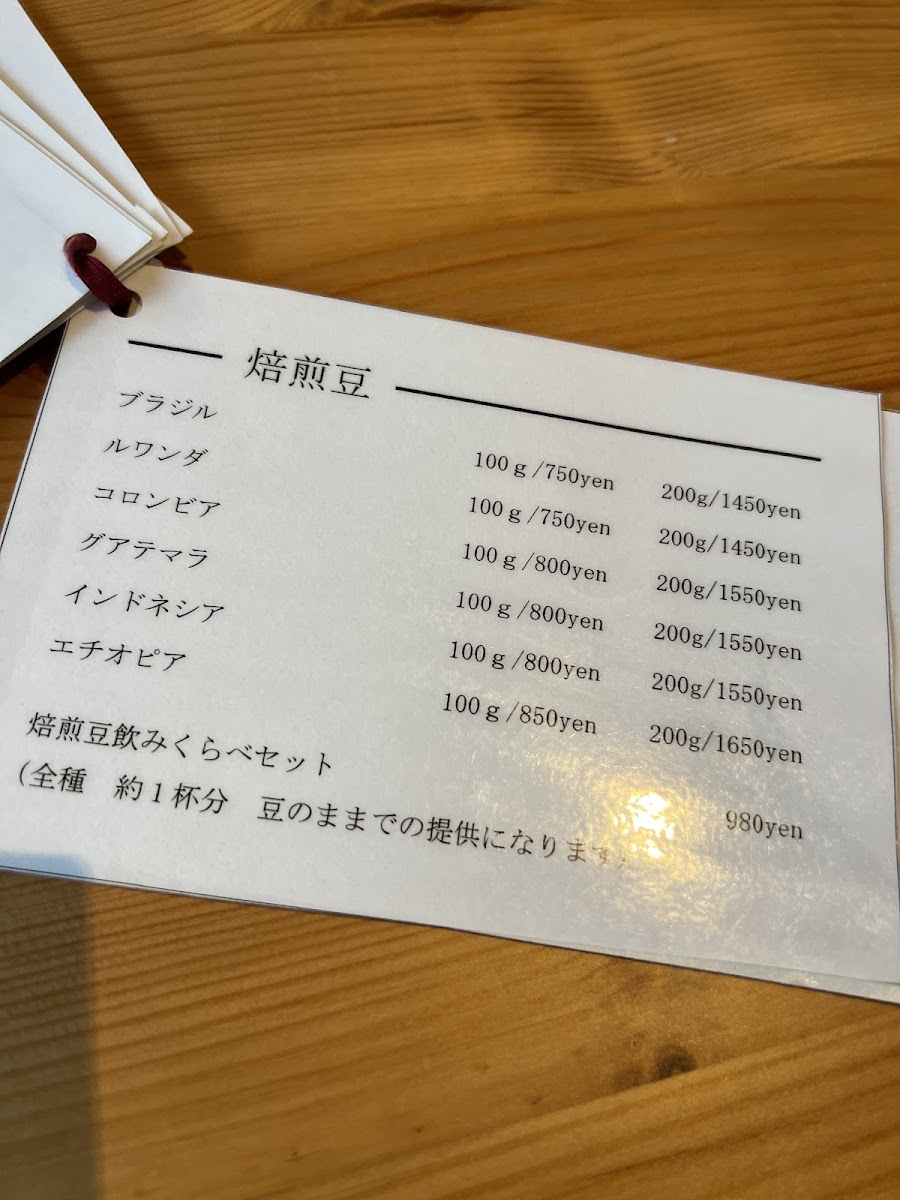 焙煎豆
ブラジル 100ｇ/750yen 200g/1450yen
ルワンダ 100ｇ/750yen 200g/1450yen
コロンビア 100ｇ/800yen 200g/1550yen
グアテマラ 100ｇ/800yen 200g/1550yen
インドネシア 100ｇ/800yen 200g/1550yen
エチオピア 100ｇ/850yen 200g/1650yen
焙煎豆飲みくらべセット 980yen
(全種　約１杯分　豆のままでの提供になります)